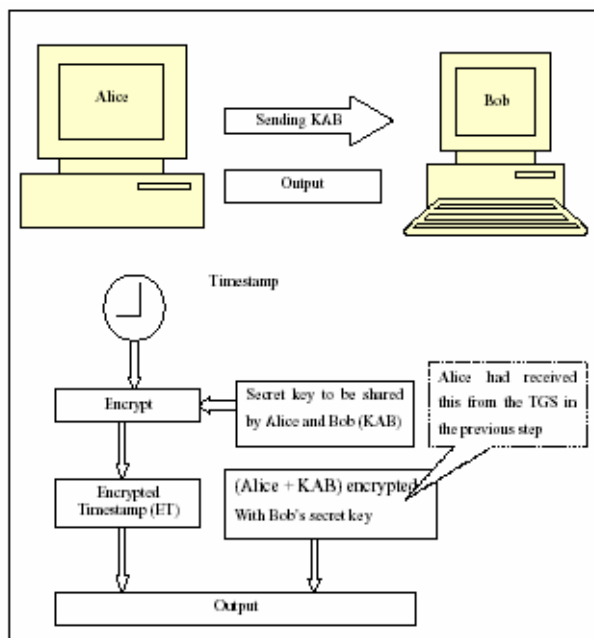 Alice
Bob
Sending KAB
Output
Timestamp
Alice had received
this from the TGS in
the previous step
Encrypt
Secret key to be shared
by Alice and Bob (KAB)
Encrypted
Timestamp (ET)
(Alice + KAB) encrypted
With Bob's secret key
Output